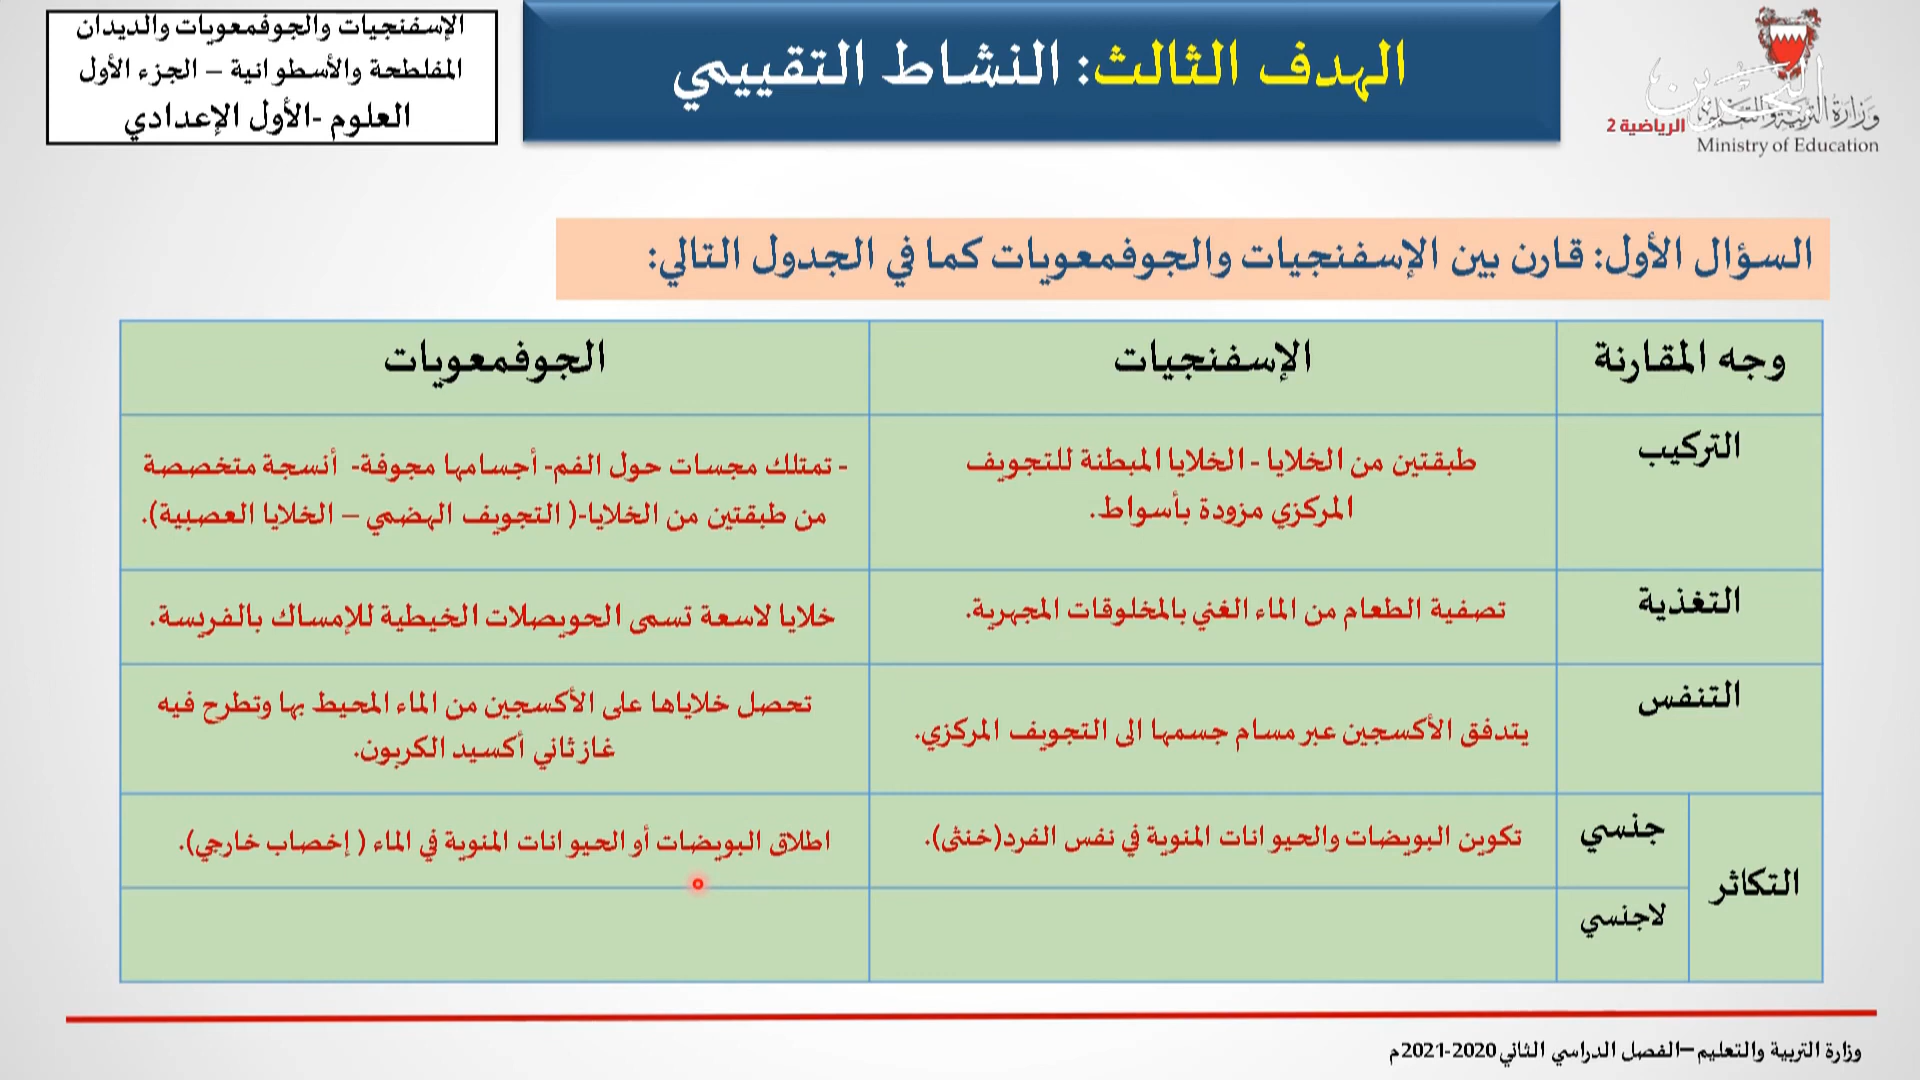 الإسفنجيات والجوفمعويات والديدان
المفلطحة والأسطوانية – الجزء الأول
العلوم -الأول الإعدادي
الهدف الثالث: النشاط التقييمي
البحرين
الرياضية 2
وزارة التربية والتعليم
Ministry of Education
السؤال الأول: قارن بين الإسفنجيات والجوفمعويات كما في الجدول التالي:
وجه المقارنة
الإسفنجيات
الجوفمعويات
التركيب
طبقتين من الخلايا - الخلايا المبطنة للتجويف
المركزي مزودة بأسواط.
- تمتلك مجسات حول الفم- أجسامها مجوفة- أنسجة متخصصة
من طبقتين من الخلايا-( التجويف الهضمي – الخلايا العصبية).
التغذية
تصفية الطعام من الماء الغني بالمخلوقات المجهرية.
خلايا لاسعة تسمى الحويصلات الخيطية للإمساك بالفريسة.
التنفس
يتدفق الأكسجين عبر مسام جسمها الى التجويف المركزي.
تحصل خلاياها على الأكسجين من الماء المحيط بها وتطرح فيه
غاز ثاني أكسيد الكربون.
التكاثر
جنسي
تكوين البويضات والحيوانات المنوية في نفس الفرد(خنثى).
اطلاق البويضات أو الحيوانات المنوية في الماء ( إخصاب خارجي).
لاجنسي
وزارة التربية والتعليم –الفصل الدراسي الثاني 2020-2021م